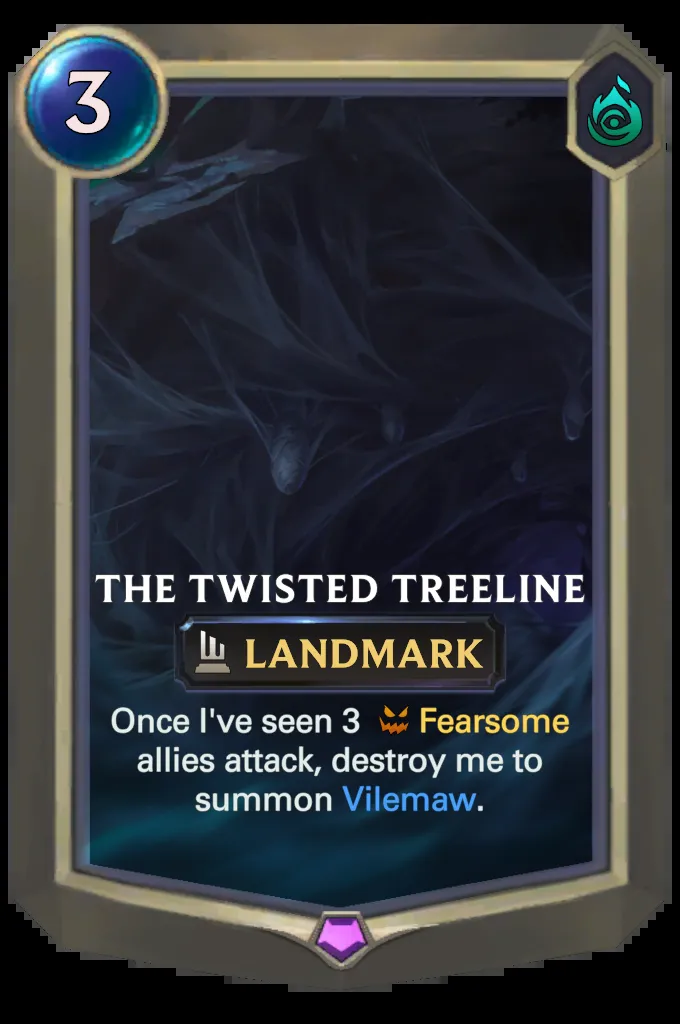 3
THE TWISTED TREELINE
LANDMARK
Once I've seen 3 Fearsome
allies attack, destroy me to
summon Vilemaw.